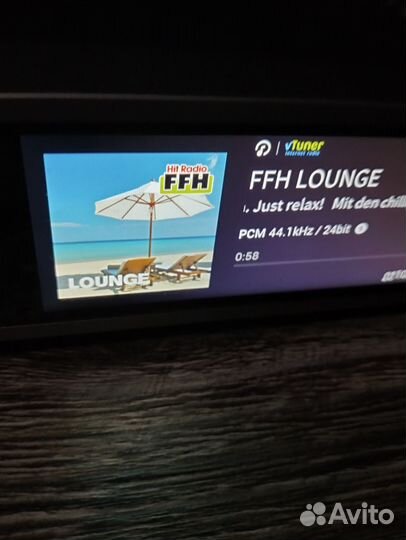 vTuner
internet radio
Hit Radio
FFH
FFH LOUNGE
. Just relax! Mit den chill
PCM 44.1kHz / 24bit
0:58
LOUNGE
Avito